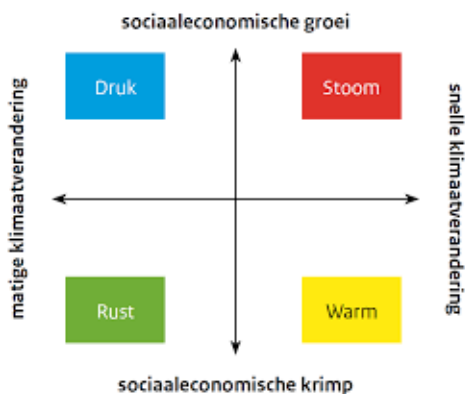 sociaaleconomische groei
Druk
Stoom
matige klimaatverandering
snelle klimaatverandering
Rust
Warm
sociaaleconomische krimp